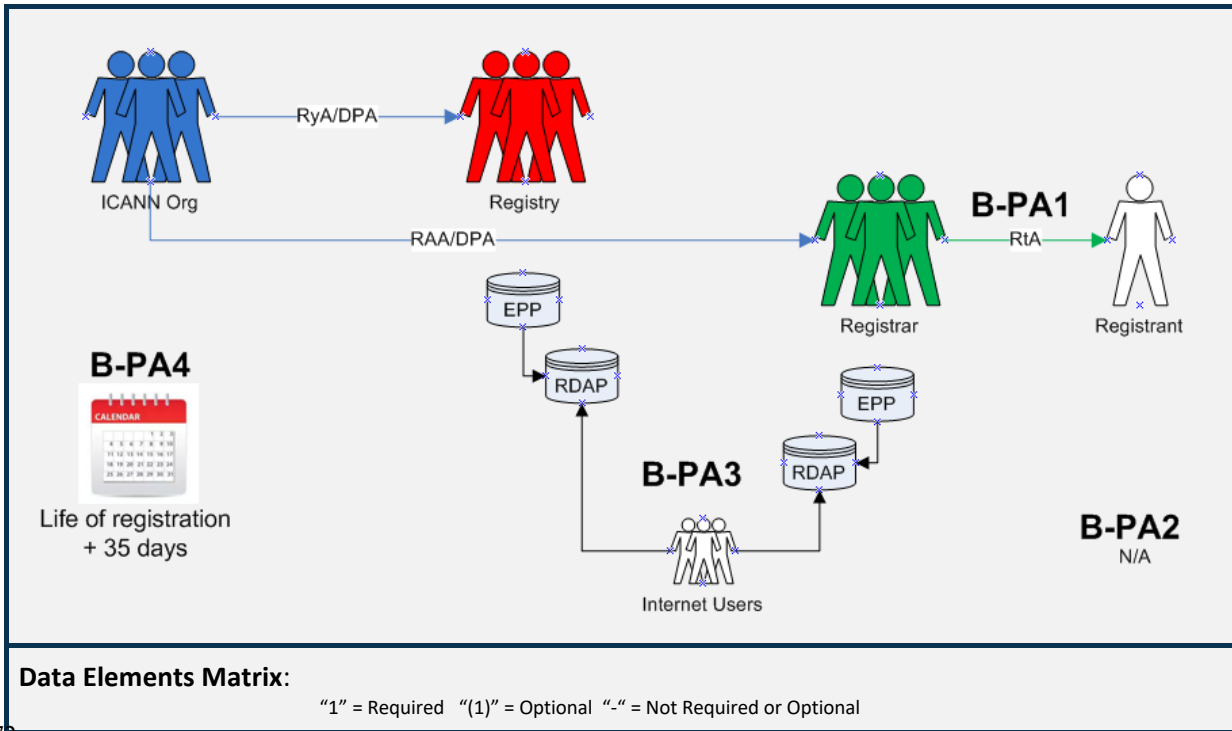 RyA/DPA
ICANN Org
Registry
B-PA1
RAA/DPA
RtA
EPP
Registrar
Registrant
B-PA4
RDAP
CALENDAR
EPP
B-PA3
RDAP
Life of registration
+ 35 days
B-PA2
N/A
Internet Users
Data Elements Matrix:
“1” = Required “(1)” = Optional “-“ = Not Required or Optional